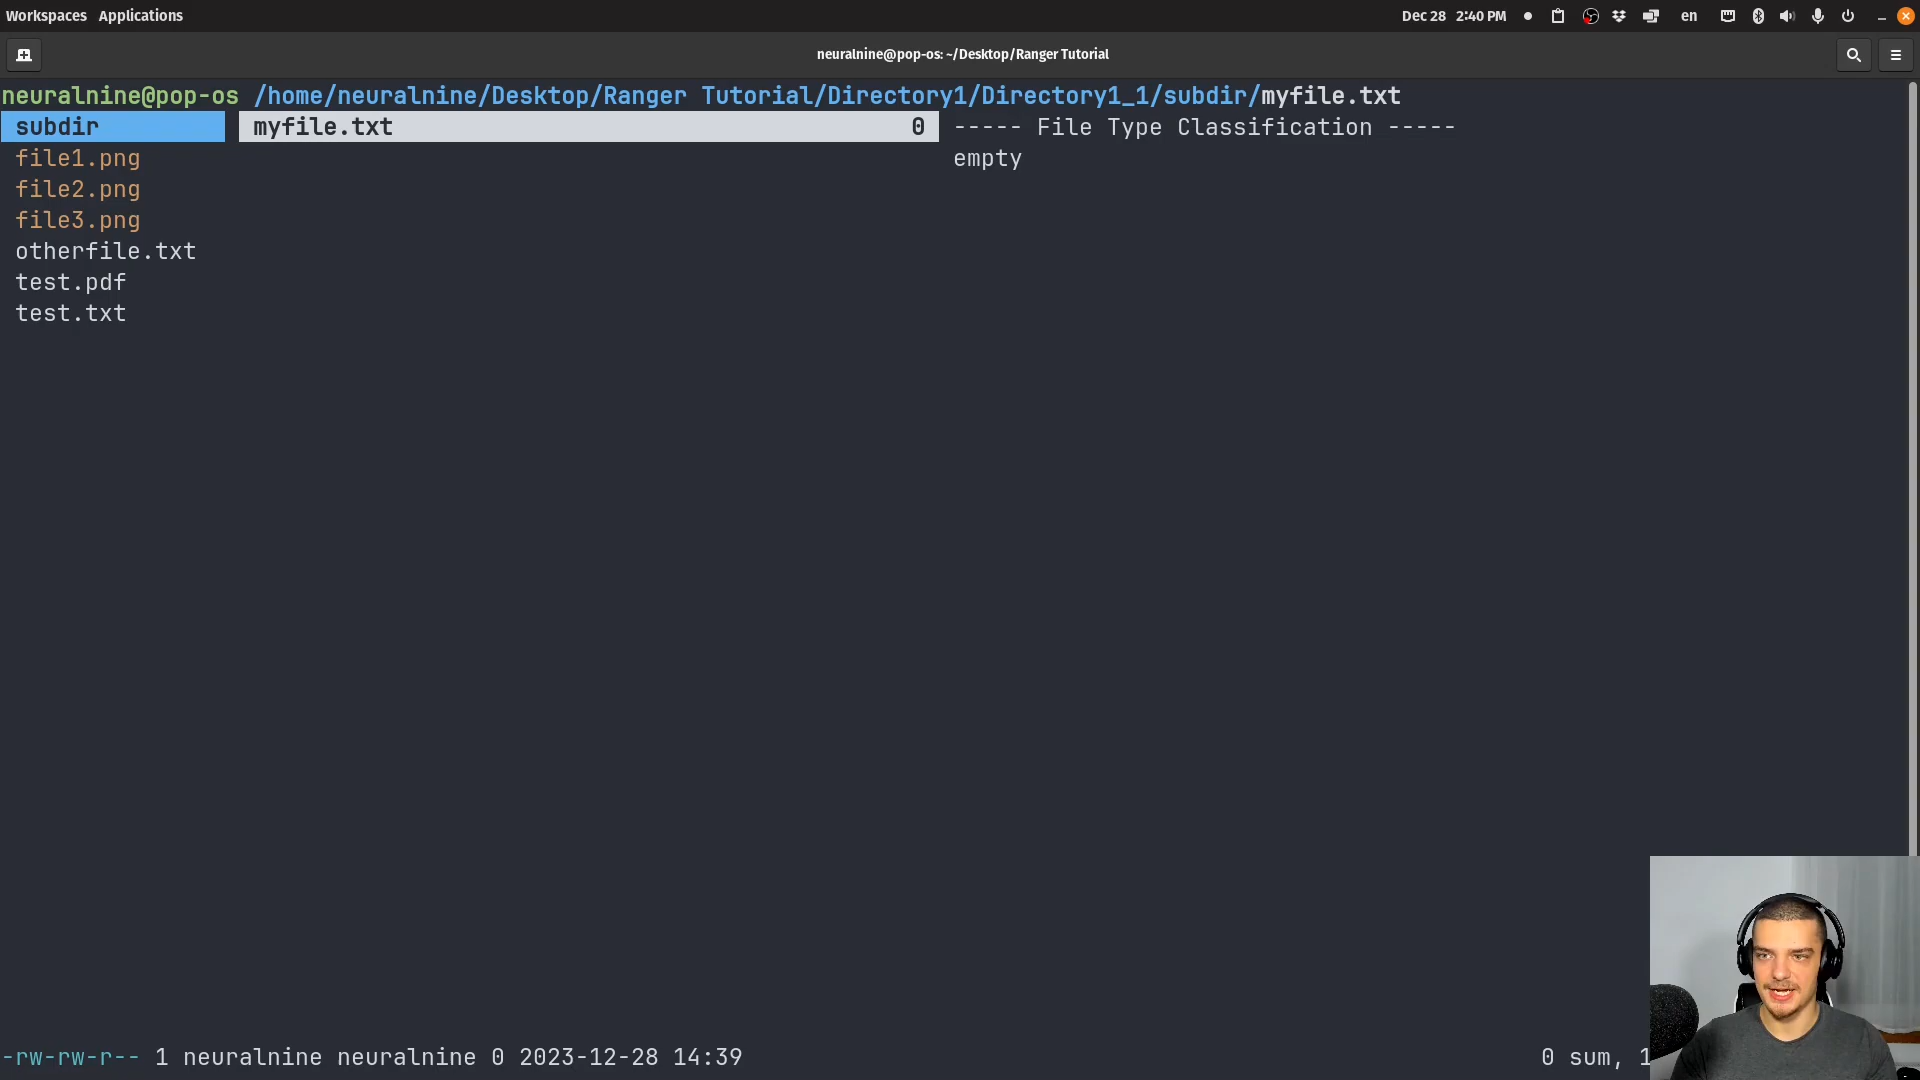 Workspaces Applications
Dec 28 2:40 PM
en
neuralnine@pop-os: ~/Desktop/Ranger Tutorial
neuralnine@pop-os /home/neuralnine/Desktop/Ranger Tutorial/Directory1/Directory1_1/subdir/myfile.txt
subdir
file1.png
file2.png
file3.png
otherfile.txt
test.pdf
test.txt
myfile.txt 0
----- File Type Classification -----
empty
-rw-rw-r-- 1 neuralnine neuralnine 0 2023-12-28 14:39
0 sum, 1